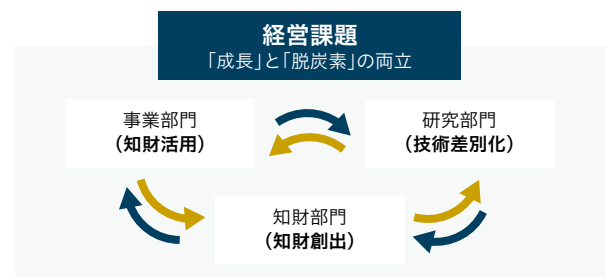 経営課題
「成長」と「脱炭素」の両立
事業部門
（知財活用）
研究部門
（技術差別化）
知財部門
（知財創出）